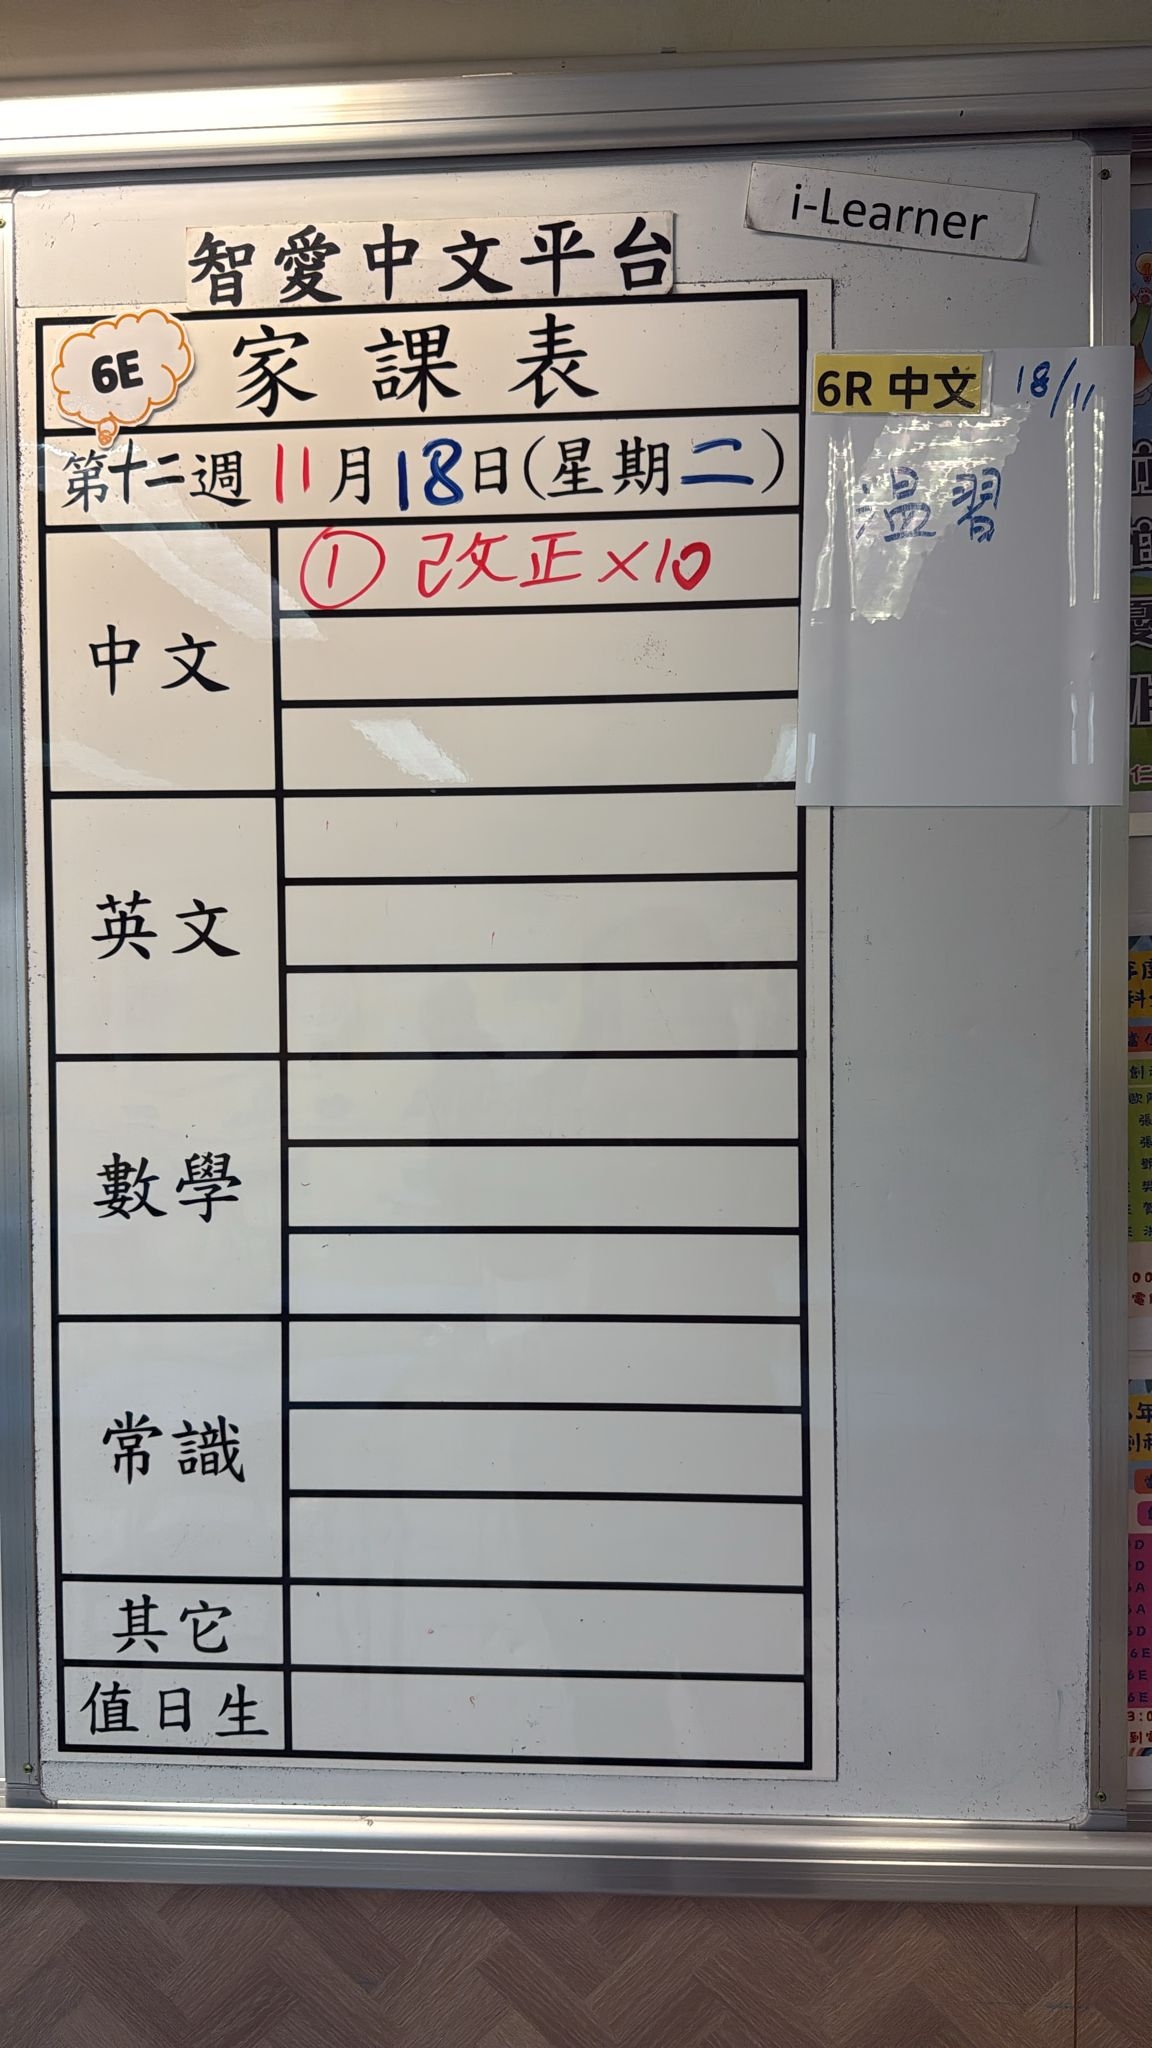 i-Learner
智愛中文平台
6E
家課表
第十二週 11月18日(星期二)
中文
① 改正×10
英文
數學
常識
其它
值日生
6R 中文 18/11
温習